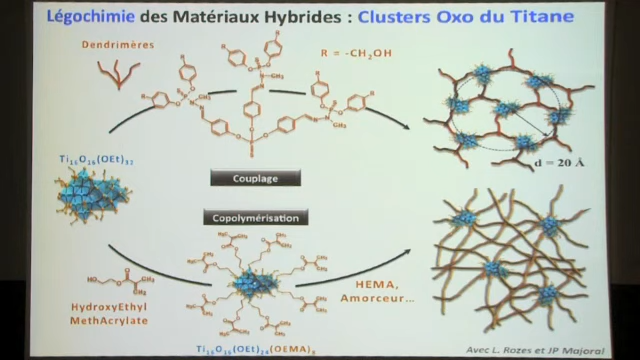 Légochimie des Matériaux Hybrides : Clusters Oxo du Titane
Dendrimères
R = -CH2OH
Ti16O16(OEt)32
d = 20 Å
Couplage
Copolymérisation
HydroxyEthyl
MethAcrylate
HEMA,
Amorceur...
Ti16O16(OEt)24(OEMA)8
Avec L. Rozes et JP Majoral